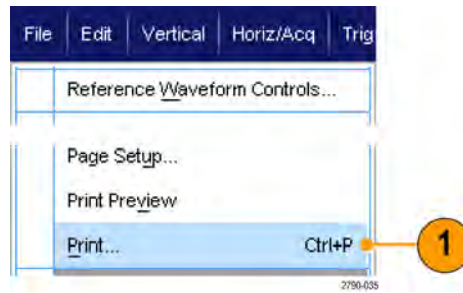 File Edit Vertical Horiz/Acq Trig
Reference Waveform Controls...
Page Setup...
Print Preview
Print... Ctrl+P
1
2790-035